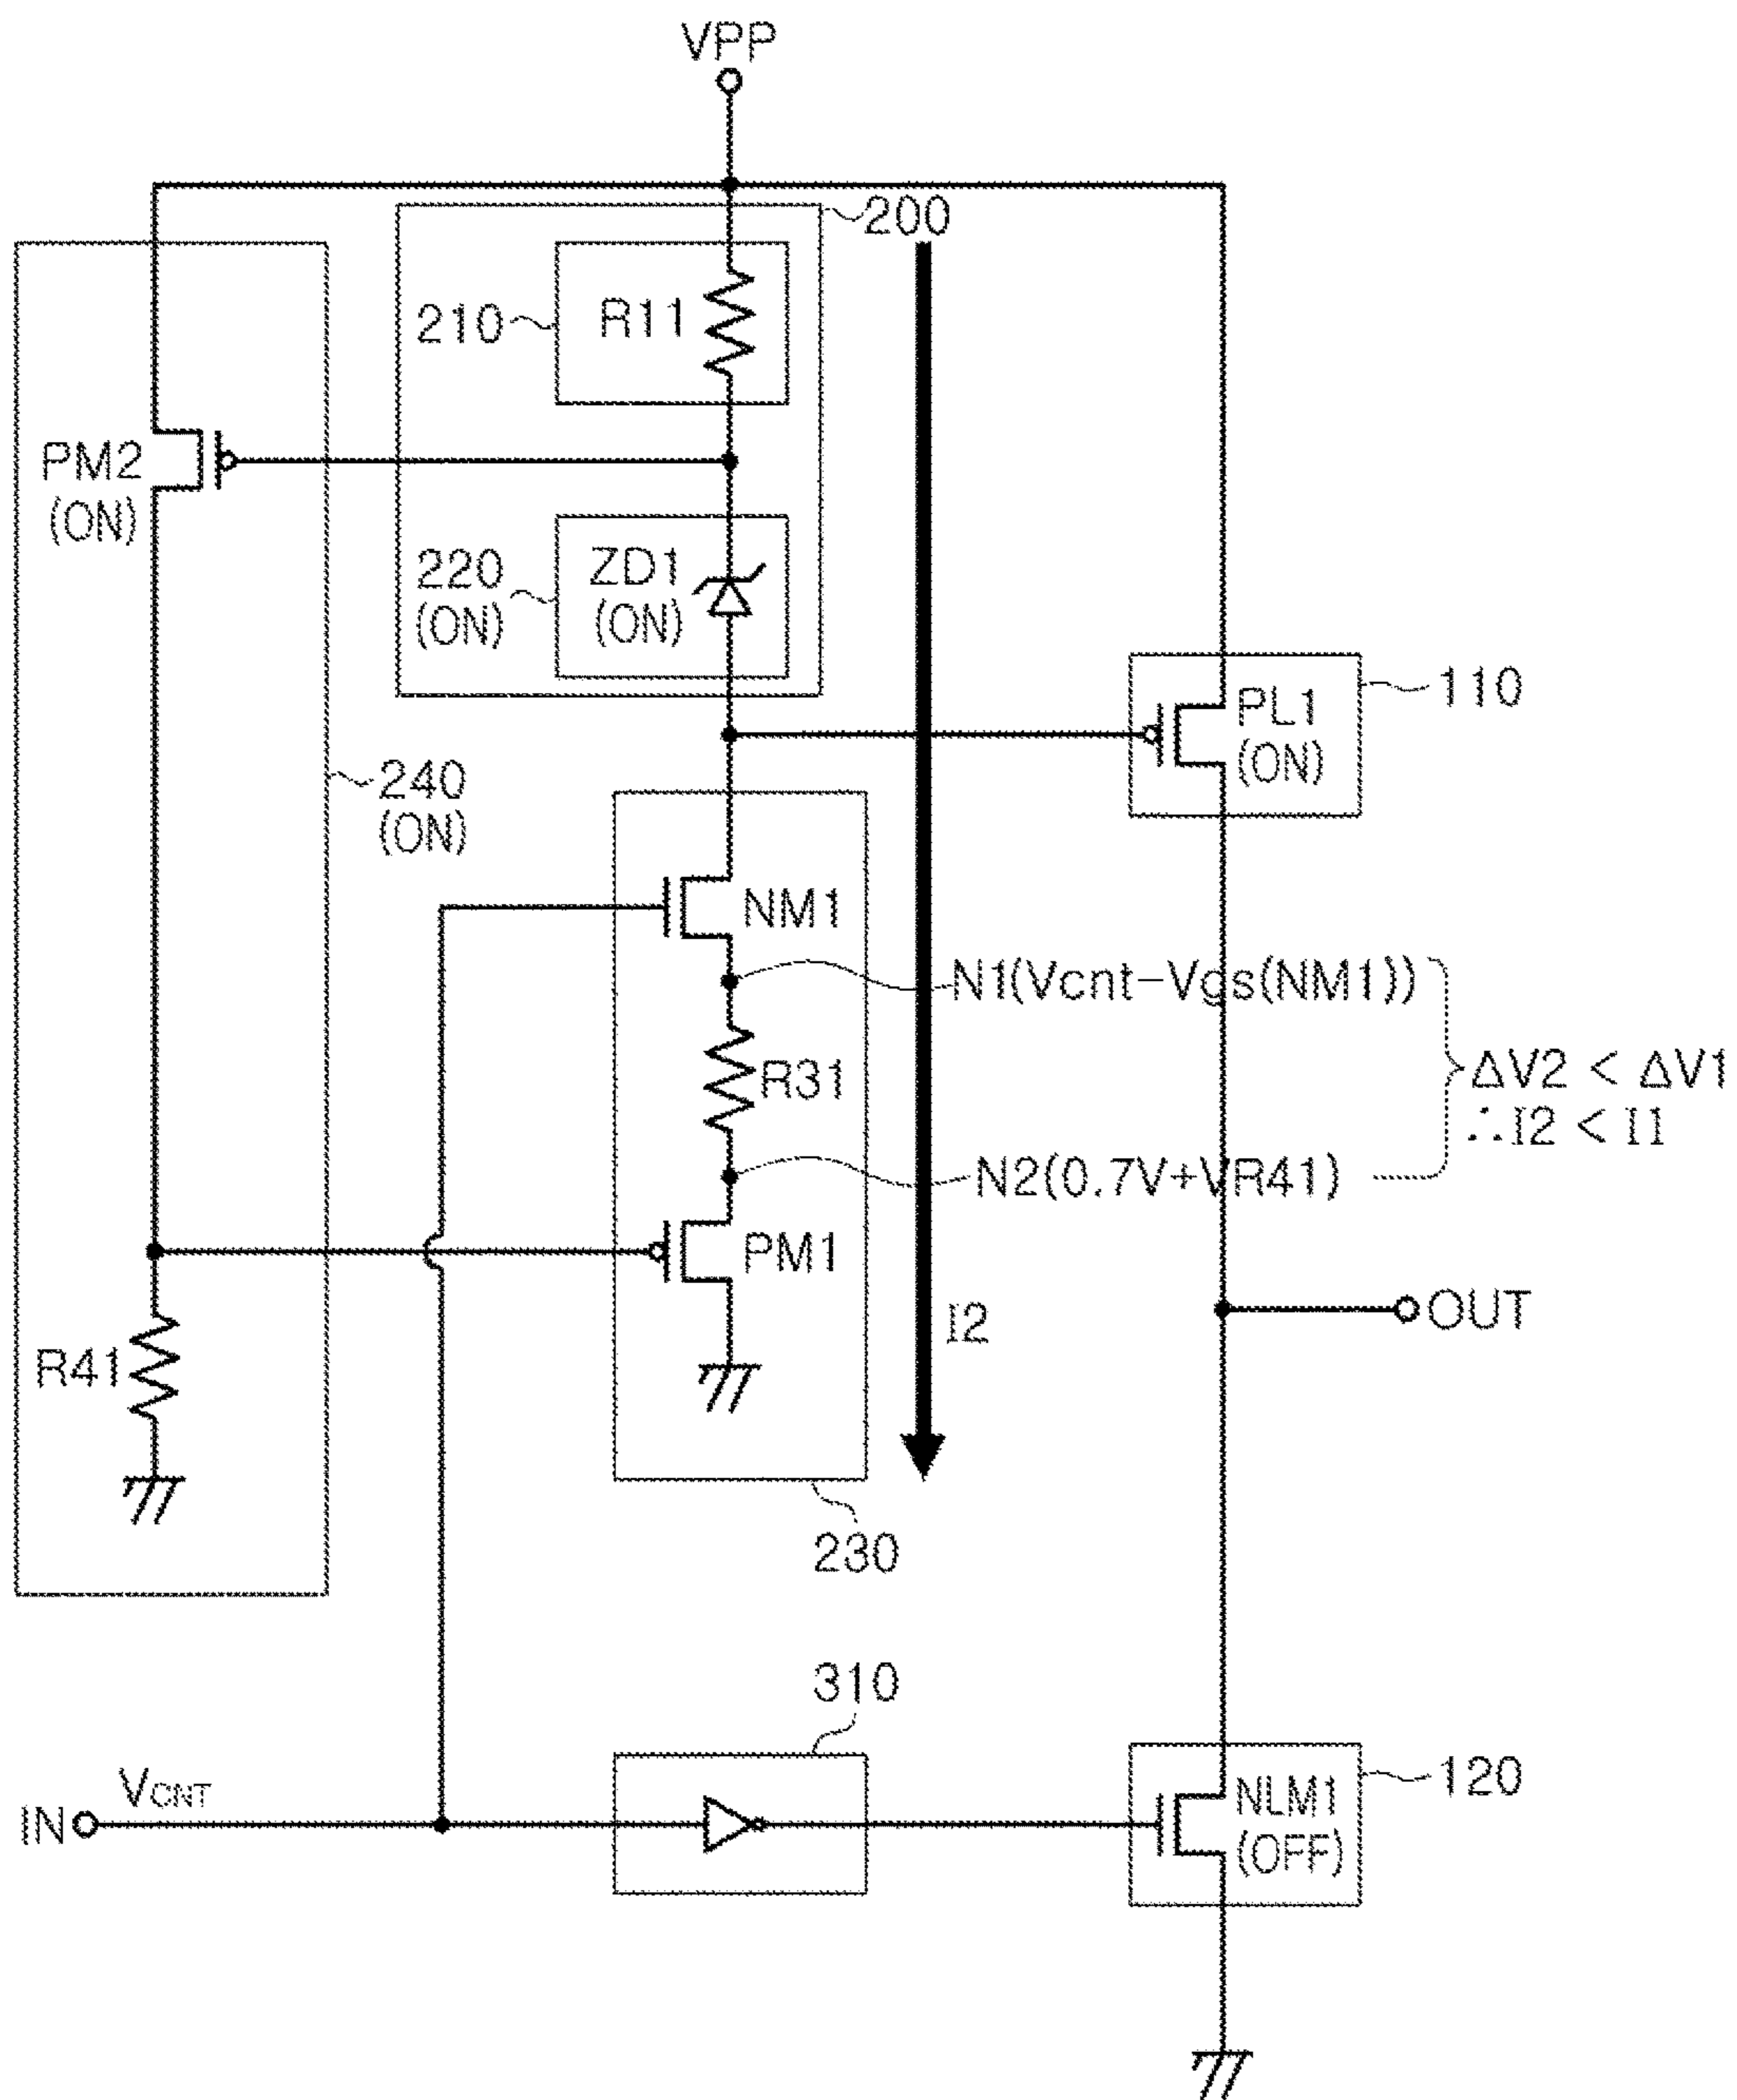 VPP
200
210
R11
PM2
(ON)
220
(ON)
ZD1
(ON)
110
PL1
(ON)
240
(ON)
NM1
N1(Vcnt-Vgs(NM1))
R31
ΔV2 < ΔV1
∴I2 < I1
N2(0.7V+VR41)
PM1
I2
OUT
R41
230
310
VCNT
IN
120
NLM1
(OFF)